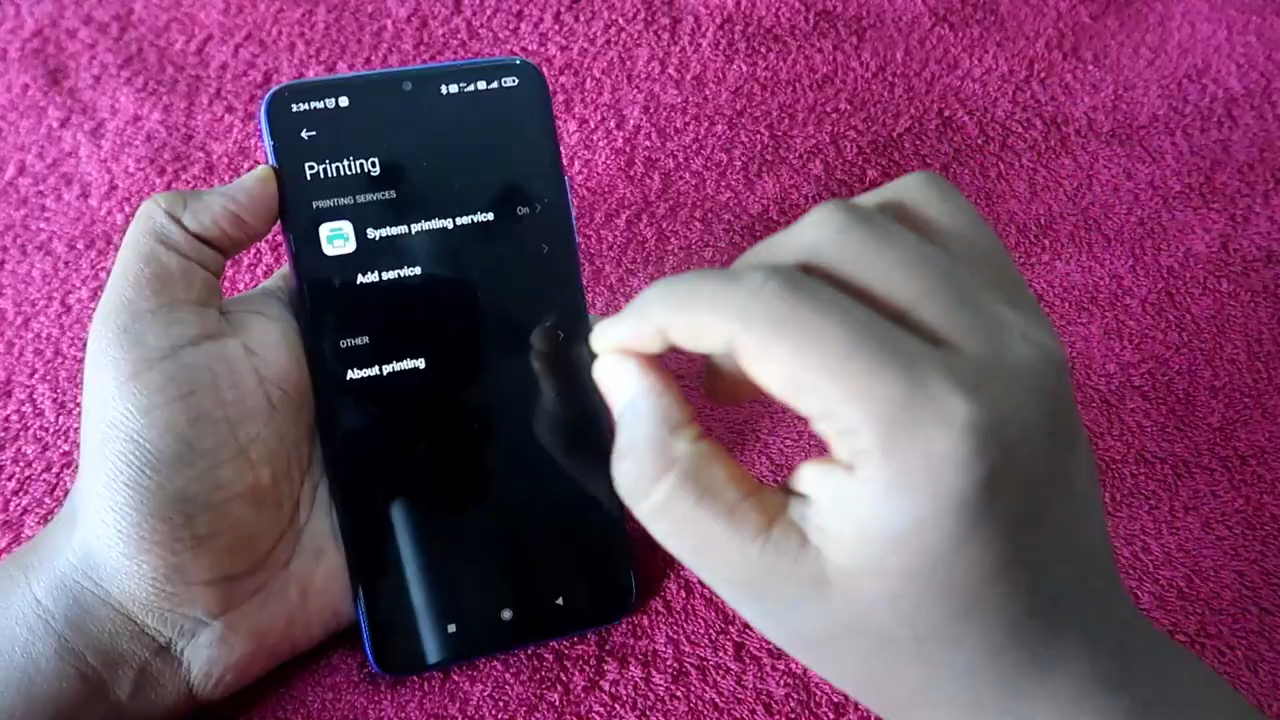 3:34 PM
Printing
PRINTING SERVICES
System printing service
On
Add service
OTHER
About printing